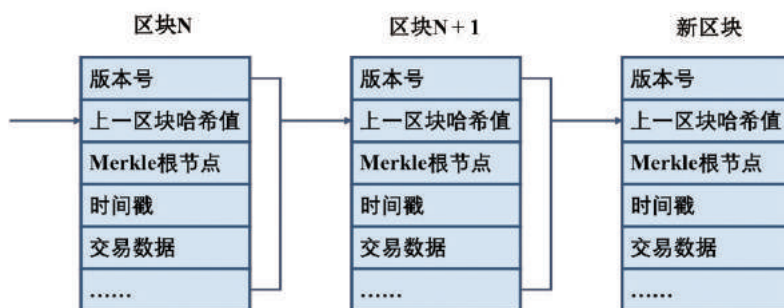 区块N
区块N+1
新区块
版本号
上一区块哈希值
Merkle根节点
时间戳
交易数据
......
版本号
上一区块哈希值
Merkle根节点
时间戳
交易数据
......
版本号
上一区块哈希值
Merkle根节点
时间戳
交易数据
......